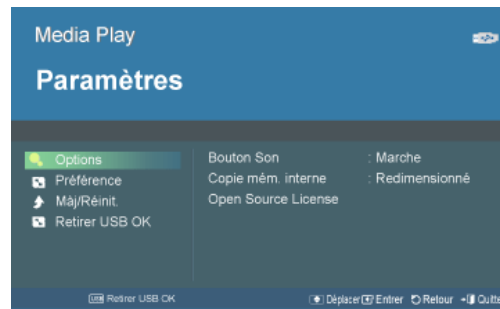 Media Play
Paramètres
Options
Préférence
Màj/Réinit.
Retirer USB OK
Bouton Son : Marche
Copie mém. interne : Redimensionné
Open Source License
Retirer USB OK Déplacer Entrer Retour Quitte